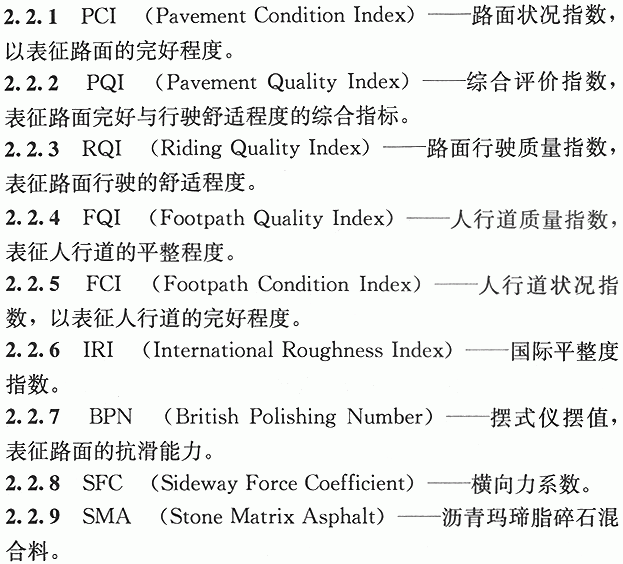 2.2.1 PCI （Pavement Condition Index）——路面状况指数，
以表征路面的完好程度。
2.2.2 PQI （Pavement Quality Index）——综合评价指数，
表征路面完好与行驶舒适程度的综合指标。
2.2.3 RQI （Riding Quality Index）——路面行驶质量指数，
表征路面行驶的舒适程度。
2.2.4 FQI （Footpath Quality Index）——人行道质量指数，
表征人行道的平整程度。
2.2.5 FCI （Footpath Condition Index）——人行道状况指
数，以表征人行道的完好程度。
2.2.6 IRI （International Roughness Index）——国际平整度
指数。
2.2.7 BPN （British Polishing Number）——摆式仪摆值，
表征路面的抗滑能力。
2.2.8 SFC （Sideway Force Coefficient）——横向力系数。
2.2.9 SMA （Stone Matrix Asphalt）——沥青玛𤧛脂碎石混
合料。